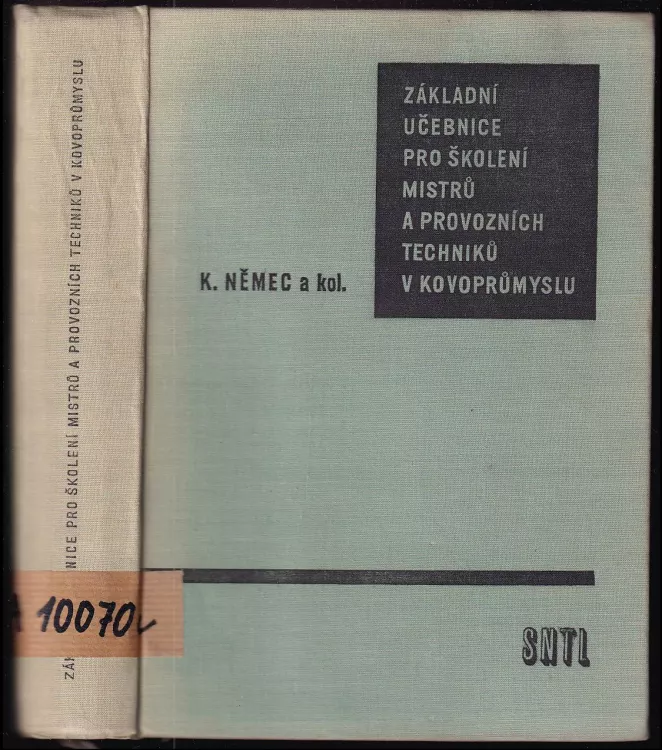 ZÁKLADNÍ
UČEBNICE
PRO ŠKOLENÍ
MISTRŮ
A PROVOZNÍCH
TECHNIKŮ
V KOVOPRŮMYSLU
K. NĚMEC a kol.
SNTL
NICE PRO ŠKOLENÍ MISTRŮ A PROVOZNÍCH TECHNIKŮ V KOVOPRŮMYSLU
10070